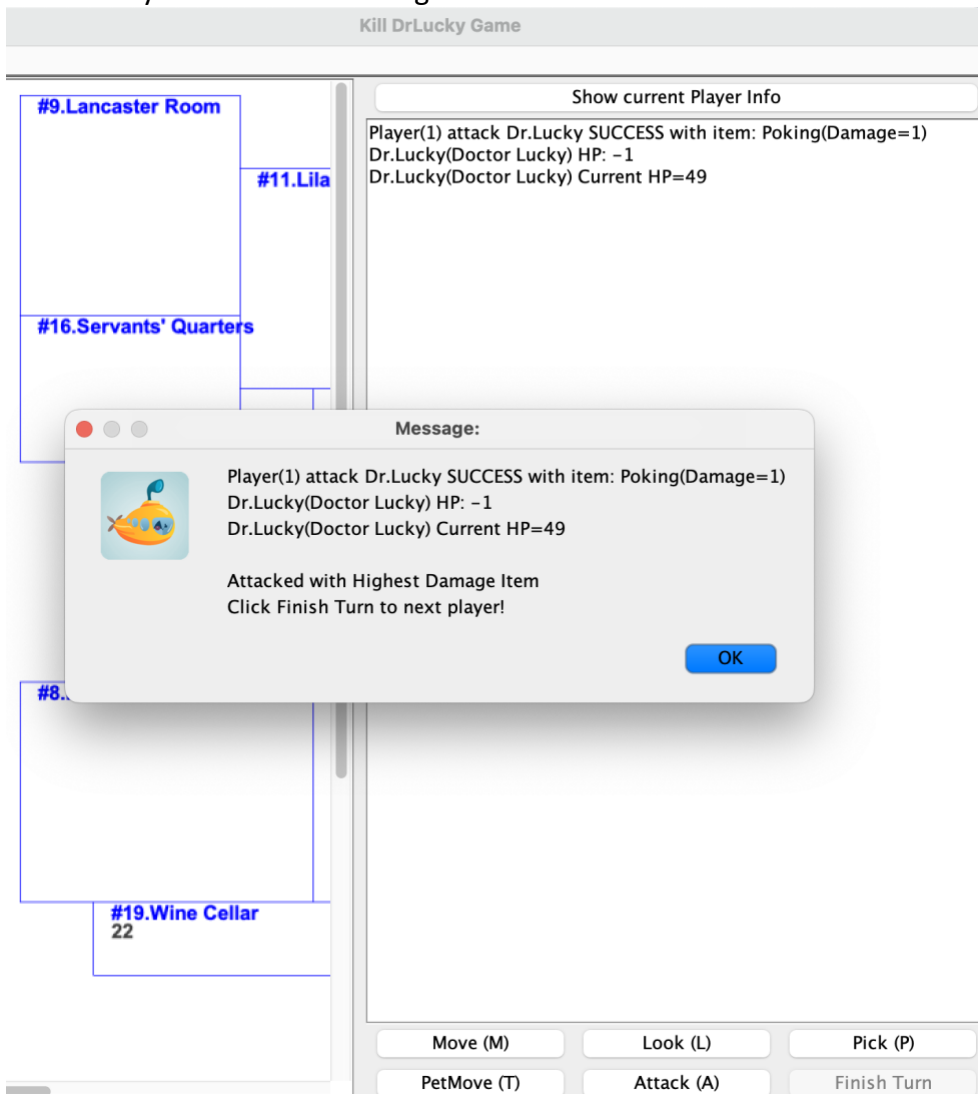 Kill DrLucky Game
#9.Lancaster Room
#11.Lila
#16.Servants' Quarters
#8.
#19.Wine Cellar
22
Show current Player Info
Player(1) attack Dr.Lucky SUCCESS with item: Poking(Damage=1)
Dr.Lucky(Doctor Lucky) HP: -1
Dr.Lucky(Doctor Lucky) Current HP=49
Message:
Player(1) attack Dr.Lucky SUCCESS with item: Poking(Damage=1)
Dr.Lucky(Doctor Lucky) HP: -1
Dr.Lucky(Doctor Lucky) Current HP=49
Attacked with Highest Damage Item
Click Finish Turn to next player!
OK
Move (M)
Look (L)
Pick (P)
PetMove (T)
Attack (A)
Finish Turn